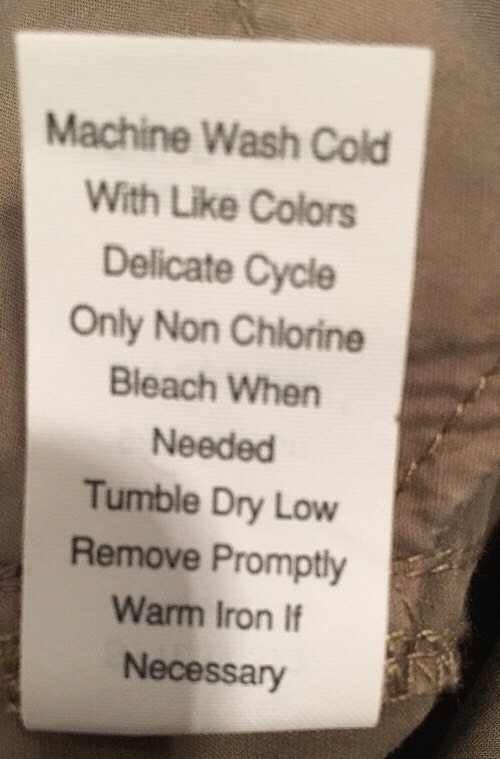 Machine Wash Cold
With Like Colors
Delicate Cycle
Only Non Chlorine
Bleach When
Needed
Tumble Dry Low
Remove Promptly
Warm Iron If
Necessary